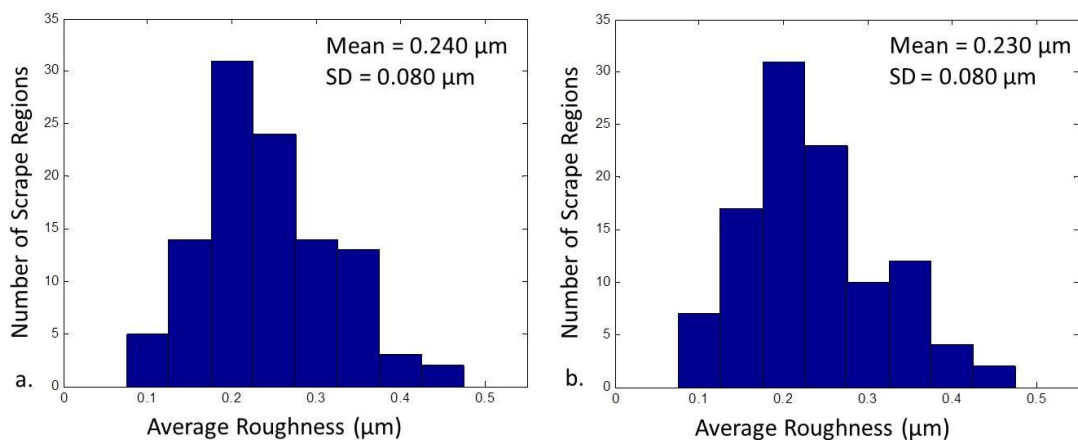 35
30
25
20
15
10
5
0
Number of Scrape Regions
Mean = 0.240 µm
SD = 0.080 µm
0 0.1 0.2 0.3 0.4 0.5
Average Roughness (µm)
a.
35
30
25
20
15
10
5
0
Number of Scrape Regions
Mean = 0.230 µm
SD = 0.080 µm
0 0.1 0.2 0.3 0.4 0.5
Average Roughness (µm)
b.